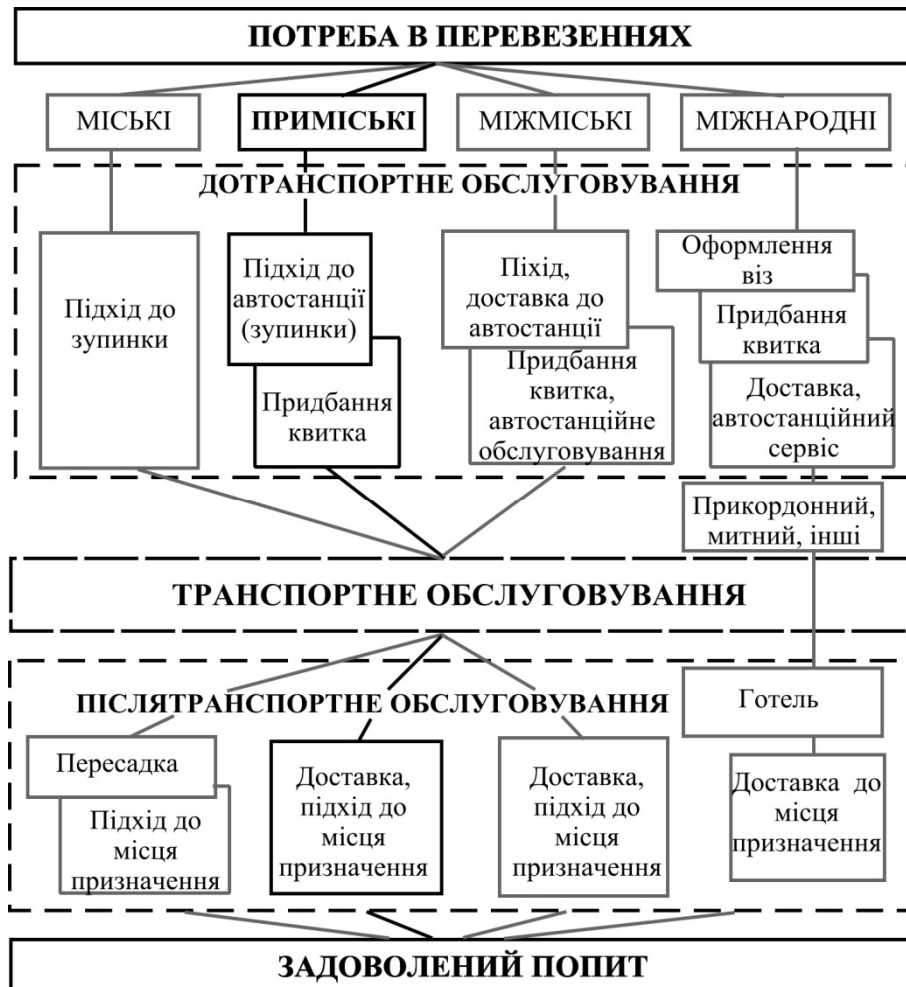 ПОТРЕБА В ПЕРЕВЕЗЕННЯХ
МІСЬКІ
ПРИМІСЬКІ
МІЖМІСЬКІ
МІЖНАРОДНІ
ДОТРАНСПОРТНЕ ОБСЛУГОВУВАННЯ
Підхід до
зупинки
Підхід до
автостанції
(зупинки)
Придбання
квитка
Піхід,
доставка до
автостанції
Придбання
квитка,
автостанційне
обслуговування
Оформлення
віз
Придбання
квитка
Доставка,
автостанційний
сервіс
Прикордонний,
митний, інші
ТРАНСПОРТНЕ ОБСЛУГОВУВАННЯ
ПІСЛЯТРАНСПОРТНЕ ОБСЛУГОВУВАННЯ
Пересадка
Підхід до
місця
призначення
Доставка,
підхід до
місця
призначення
Доставка,
підхід до
місця
призначення
Готель
Доставка до
місця
призначення
ЗАДОВОЛЕНИЙ ПОПИТ